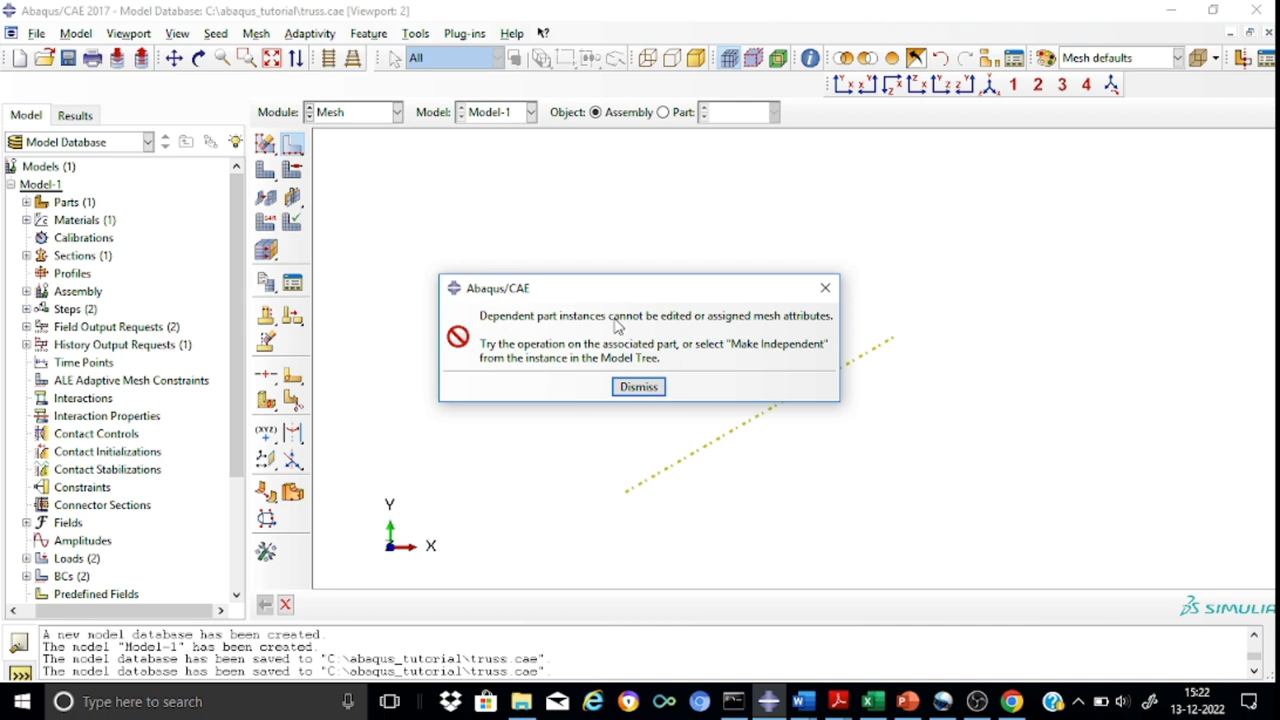 Abaqus/CAE 2017 - Model Database: C:\abaqus_tutorial\truss.cae [Viewport: 2]
File Model Viewport View Seed Mesh Adaptivity Feature Tools Plug-ins Help
All
Mesh defaults
1 2 3 4
Model Results
Module: Mesh Model: Model-1 Object: Assembly Part:
Model Database
Models (1)
Model-1
Parts (1)
Materials (1)
Calibrations
Sections (1)
Profiles
Assembly
Steps (2)
Field Output Requests (2)
History Output Requests (1)
Time Points
ALE Adaptive Mesh Constraints
Interactions
Interaction Properties
Contact Controls
Contact Initializations
Contact Stabilizations
Constraints
Connector Sections
Fields
Amplitudes
Loads (2)
BCs (2)
Predefined Fields
Abaqus/CAE
Dependent part instances cannot be edited or assigned mesh attributes.
Try the operation on the associated part, or select "Make Independent"
from the instance in the Model Tree.
Dismiss
Y
X
SIMULIA
A new model database has been created.
The model "Model-1" has been created.
The model database has been saved to "C:\abaqus_tutorial\truss.cae".
The model database has been saved to "C:\abaqus_tutorial\truss.cae".
Type here to search
15:22
13-12-2022